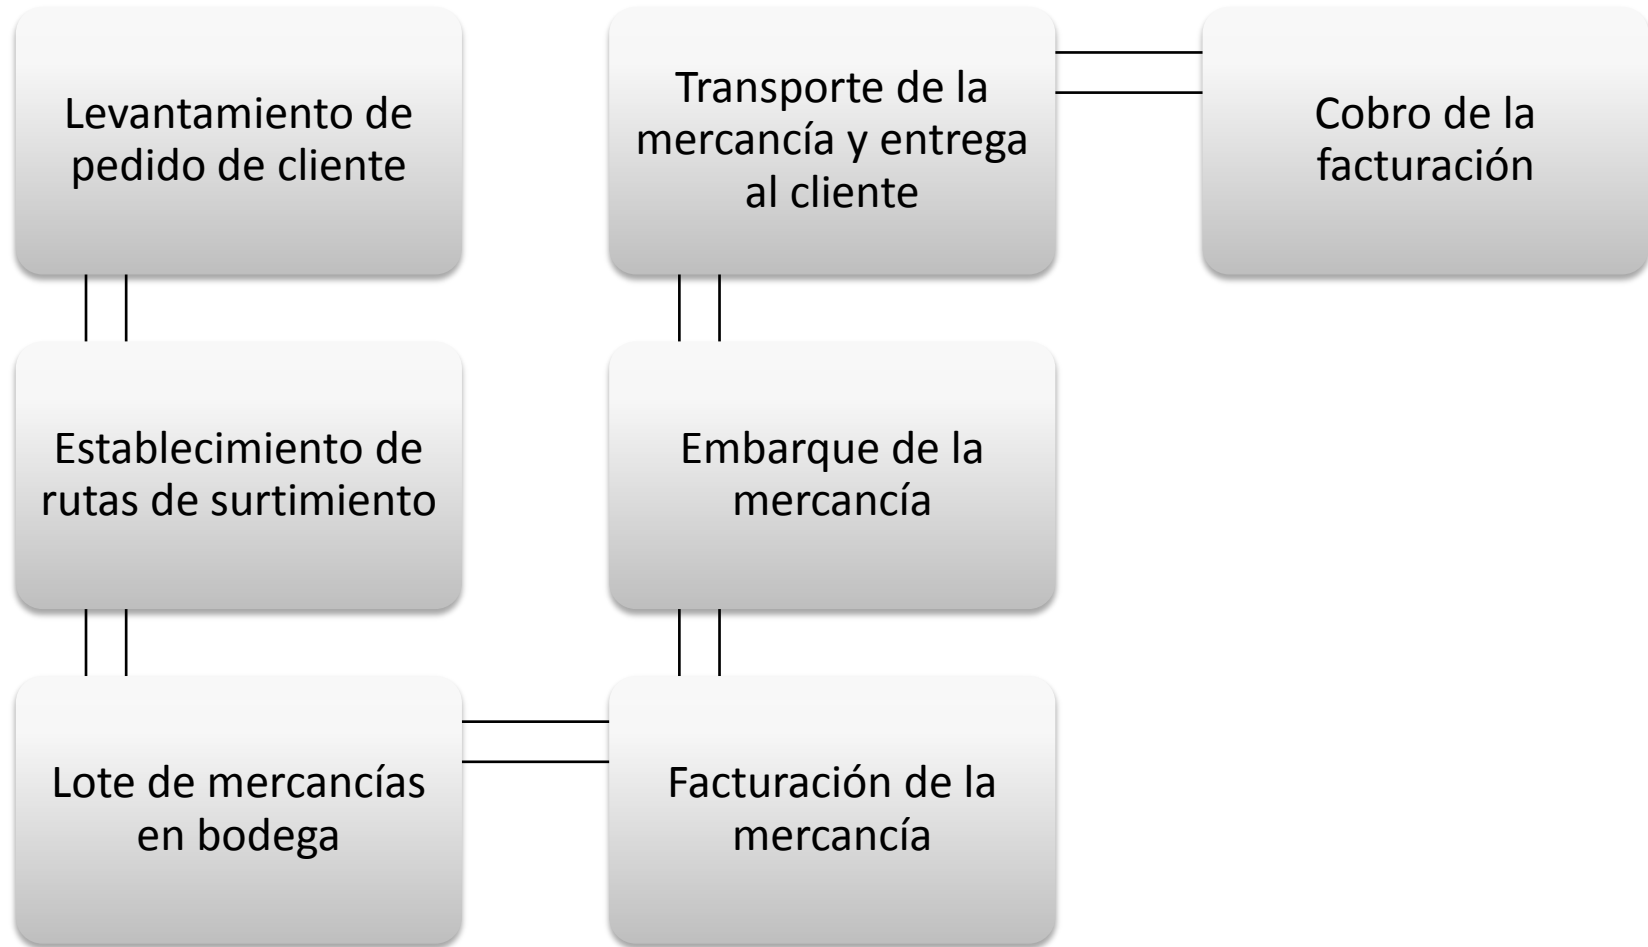 Levantamiento de
pedido de cliente
Establecimiento de
rutas de surtimiento
Lote de mercancías
en bodega
Facturación de la
mercancía
Embarque de la
mercancía
Transporte de la
mercancía y entrega
al cliente
Cobro de la
facturación